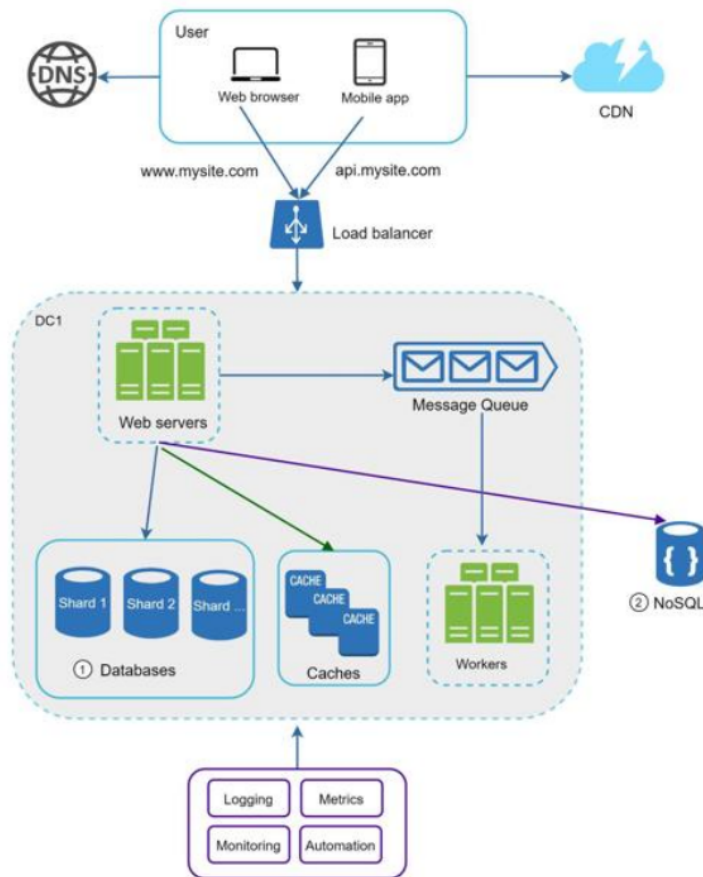 User
DNS
Web browser
Mobile app
CDN
www.mysite.com
api.mysite.com
Load balancer
DC1
Web servers
Message Queue
Shard 1
Shard 2
Shard ...
① Databases
CACHE
CACHE
CACHE
Caches
Workers
{ }
② NoSQL
Logging
Metrics
Monitoring
Automation